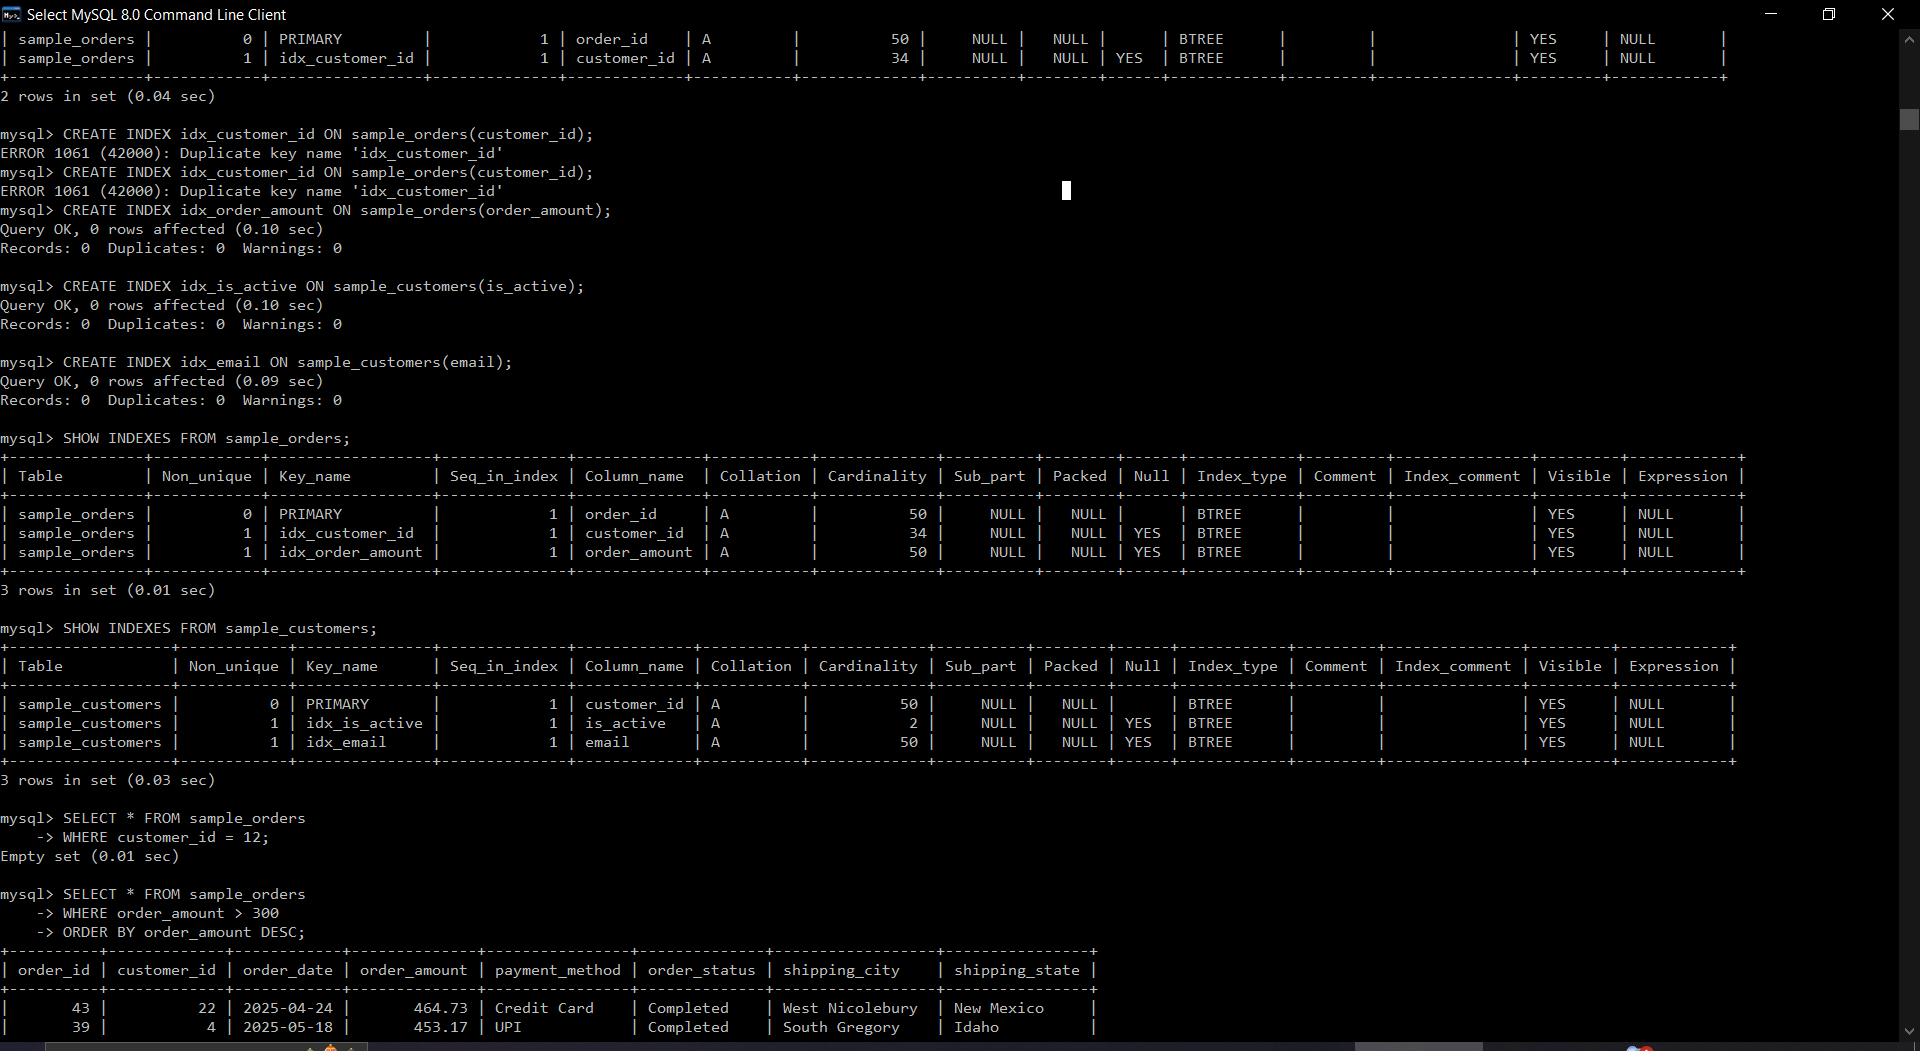 Select MySQL 8.0 Command Line Client
| sample_orders |          0 | PRIMARY         |            1 | order_id    | A         |          50 |     NULL |   NULL |      | BTREE      |         |               | YES     | NULL       |
| sample_orders |          1 | idx_customer_id |            1 | customer_id | A         |          34 |     NULL |   NULL | YES  | BTREE      |         |               | YES     | NULL       |
+---------------+------------+-----------------+--------------+-------------+-----------+-------------+----------+--------+------+------------+---------+---------------+---------+------------+
2 rows in set (0.04 sec)
mysql> CREATE INDEX idx_customer_id ON sample_orders(customer_id);
ERROR 1061 (42000): Duplicate key name 'idx_customer_id'
mysql> CREATE INDEX idx_customer_id ON sample_orders(customer_id);
ERROR 1061 (42000): Duplicate key name 'idx_customer_id'
mysql> CREATE INDEX idx_order_amount ON sample_orders(order_amount);
Query OK, 0 rows affected (0.10 sec)
Records: 0  Duplicates: 0  Warnings: 0
mysql> CREATE INDEX idx_is_active ON sample_customers(is_active);
Query OK, 0 rows affected (0.10 sec)
Records: 0  Duplicates: 0  Warnings: 0
mysql> CREATE INDEX idx_email ON sample_customers(email);
Query OK, 0 rows affected (0.09 sec)
Records: 0  Duplicates: 0  Warnings: 0
mysql> SHOW INDEXES FROM sample_orders;
+---------------+------------+------------------+--------------+--------------+-----------+-------------+----------+--------+------+------------+---------+---------------+---------+------------+
| Table         | Non_unique | Key_name         | Seq_in_index | Column_name  | Collation | Cardinality | Sub_part | Packed | Null | Index_type | Comment | Index_comment | Visible | Expression |
+---------------+------------+------------------+--------------+--------------+-----------+-------------+----------+--------+------+------------+---------+---------------+---------+------------+
| sample_orders |          0 | PRIMARY          |            1 | order_id     | A         |          50 |     NULL |   NULL |      | BTREE      |         |               | YES     | NULL       |
| sample_orders |          1 | idx_customer_id  |            1 | customer_id  | A         |          34 |     NULL |   NULL | YES  | BTREE      |         |               | YES     | NULL       |
| sample_orders |          1 | idx_order_amount |            1 | order_amount | A         |          50 |     NULL |   NULL | YES  | BTREE      |         |               | YES     | NULL       |
+---------------+------------+------------------+--------------+--------------+-----------+-------------+----------+--------+------+------------+---------+---------------+---------+------------+
3 rows in set (0.01 sec)
mysql> SHOW INDEXES FROM sample_customers;
+------------------+------------+---------------+--------------+-------------+-----------+-------------+----------+--------+------+------------+---------+---------------+---------+------------+
| Table            | Non_unique | Key_name      | Seq_in_index | Column_name | Collation | Cardinality | Sub_part | Packed | Null | Index_type | Comment | Index_comment | Visible | Expression |
+------------------+------------+---------------+--------------+-------------+-----------+-------------+----------+--------+------+------------+---------+---------------+---------+------------+
| sample_customers |          0 | PRIMARY       |            1 | customer_id | A         |          50 |     NULL |   NULL |      | BTREE      |         |               | YES     | NULL       |
| sample_customers |          1 | idx_is_active |            1 | is_active   | A         |           2 |     NULL |   NULL | YES  | BTREE      |         |               | YES     | NULL       |
| sample_customers |          1 | idx_email     |            1 | email       | A         |          50 |     NULL |   NULL | YES  | BTREE      |         |               | YES     | NULL       |
+------------------+------------+---------------+--------------+-------------+-----------+-------------+----------+--------+------+------------+---------+---------------+---------+------------+
3 rows in set (0.03 sec)
mysql> SELECT * FROM sample_orders
    -> WHERE customer_id = 12;
Empty set (0.01 sec)
mysql> SELECT * FROM sample_orders
    -> WHERE order_amount > 300
    -> ORDER BY order_amount DESC;
+----------+-------------+------------+--------------+----------------+--------------+-----------------+----------------+
| order_id | customer_id | order_date | order_amount | payment_method | order_status | shipping_city   | shipping_state |
+----------+-------------+------------+--------------+----------------+--------------+-----------------+----------------+
|       43 |          22 | 2025-04-24 |       464.73 | Credit Card    | Completed    | West Nicolebury | New Mexico     |
|       39 |           4 | 2025-05-18 |       453.17 | UPI            | Completed    | South Gregory   | Idaho          |